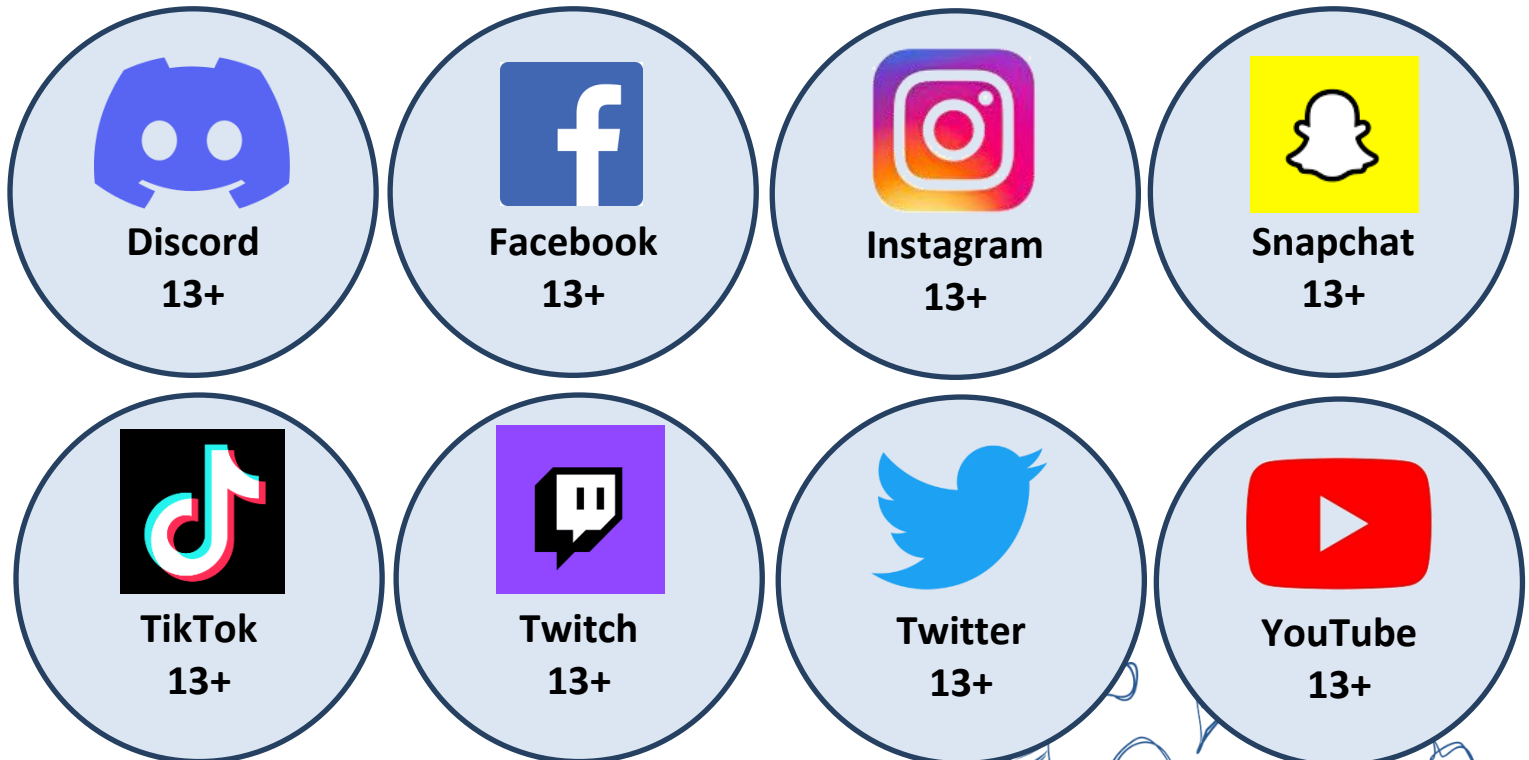 Discord
13+
Facebook
13+
Instagram
13+
Snapchat
13+
TikTok
13+
Twitch
13+
Twitter
13+
YouTube
13+